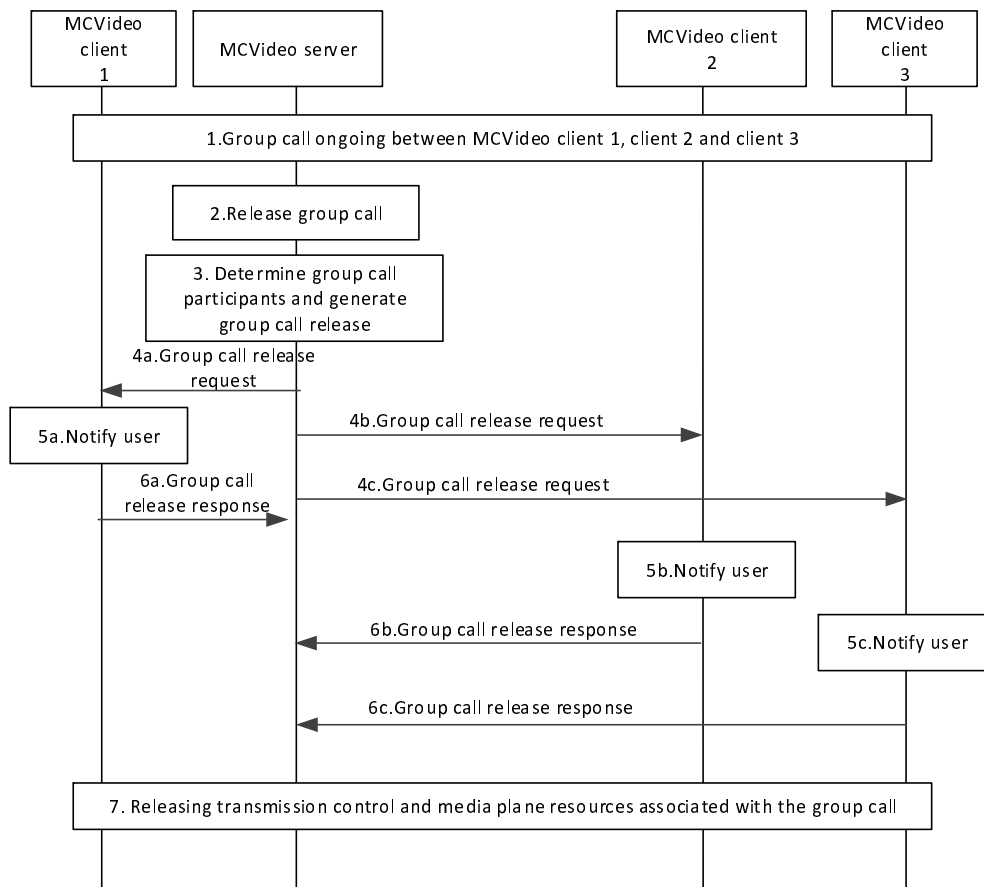 MCVideo
client
1
MCVideo server
MCVideo client
2
MCVideo
client
3
1.Group call ongoing between MCVideo client 1, client 2 and client 3
2.Release group call
3. Determine group call
participants and generate
group call release
4a.Group call release
request
5a.Notify user
4b.Group call release request
6a.Group call
release response
4c.Group call release request
5b.Notify user
6b.Group call release response
5c.Notify user
6c.Group call release response
7. Releasing transmission control and media plane resources associated with the group call